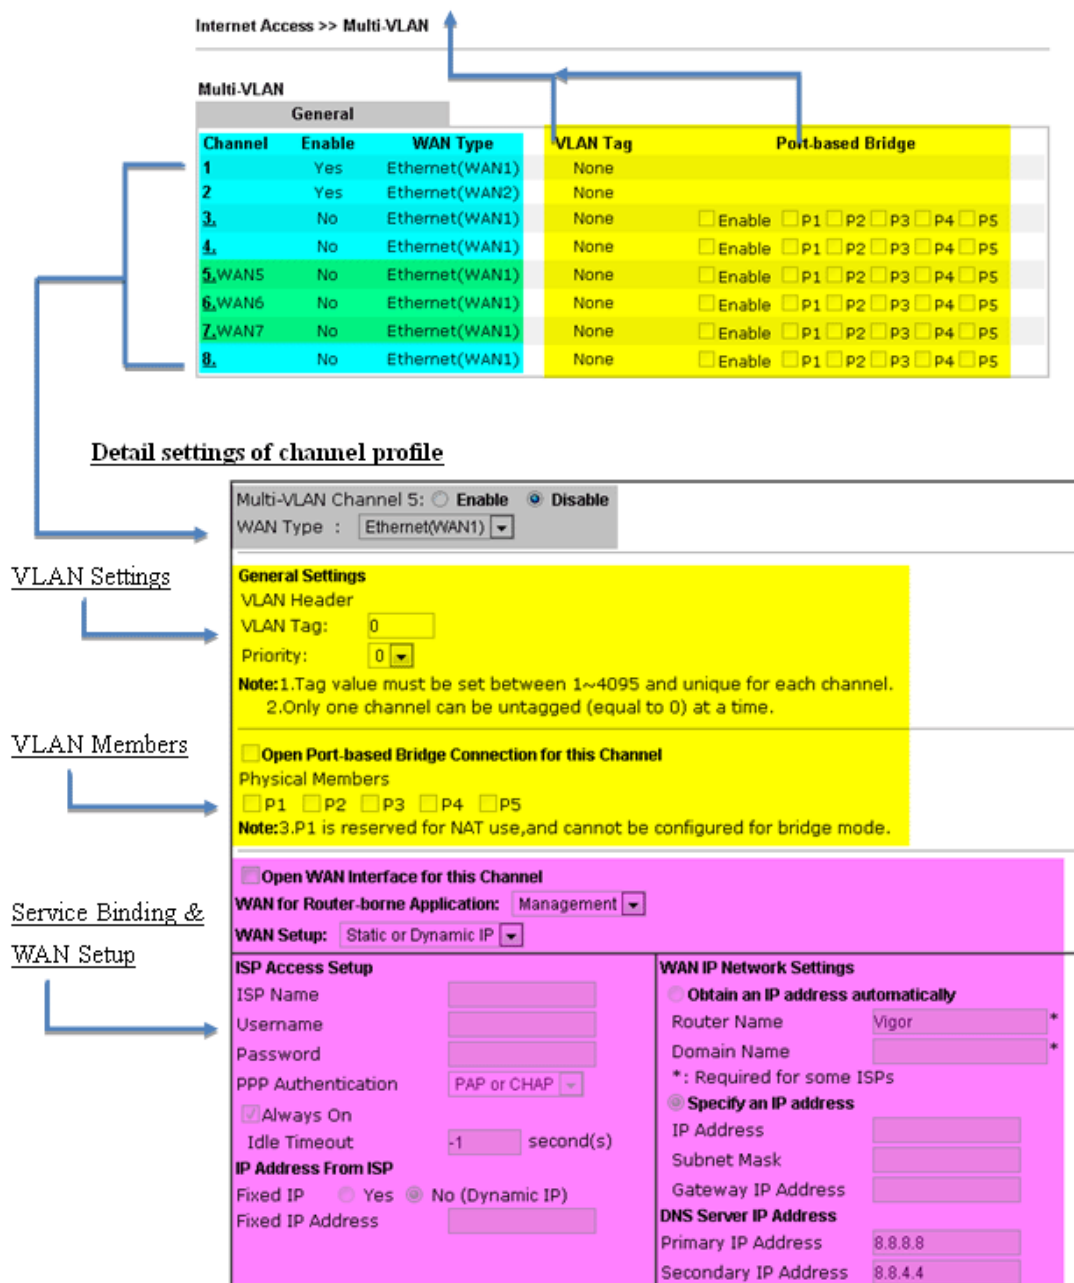 Internet Access >> Multi-VLAN
Multi-VLAN
General
Channel Enable WAN Type VLAN Tag Port-based Bridge
1 Yes Ethernet(WAN1) None
2 Yes Ethernet(WAN2) None
3. No Ethernet(WAN1) None Enable P1 P2 P3 P4 P5
4. No Ethernet(WAN1) None Enable P1 P2 P3 P4 P5
5.WAN5 No Ethernet(WAN1) None Enable P1 P2 P3 P4 P5
6.WAN6 No Ethernet(WAN1) None Enable P1 P2 P3 P4 P5
7.WAN7 No Ethernet(WAN1) None Enable P1 P2 P3 P4 P5
8. No Ethernet(WAN1) None Enable P1 P2 P3 P4 P5
Detail settings of channel profile
Multi-VLAN Channel 5: Enable Disable
WAN Type : Ethernet(WAN1)
VLAN Settings
General Settings
VLAN Header
VLAN Tag: 0
Priority: 0
Note:1.Tag value must be set between 1~4095 and unique for each channel.
2.Only one channel can be untagged (equal to 0) at a time.
VLAN Members
Open Port-based Bridge Connection for this Channel
Physical Members
P1 P2 P3 P4 P5
Note:3.P1 is reserved for NAT use,and cannot be configured for bridge mode.
Service Binding &
WAN Setup
Open WAN Interface for this Channel
WAN for Router-borne Application: Management
WAN Setup: Static or Dynamic IP
ISP Access Setup
ISP Name
Username
Password
PPP Authentication PAP or CHAP
Always On
Idle Timeout -1 second(s)
IP Address From ISP
Fixed IP Yes No (Dynamic IP)
Fixed IP Address
WAN IP Network Settings
Obtain an IP address automatically
Router Name Vigor *
Domain Name *
*: Required for some ISPs
Specify an IP address
IP Address
Subnet Mask
Gateway IP Address
DNS Server IP Address
Primary IP Address 8.8.8.8
Secondary IP Address 8.8.4.4